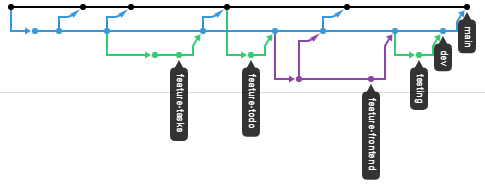 feature-tasks
feature-todo
feature-frontend
testing
dev
main